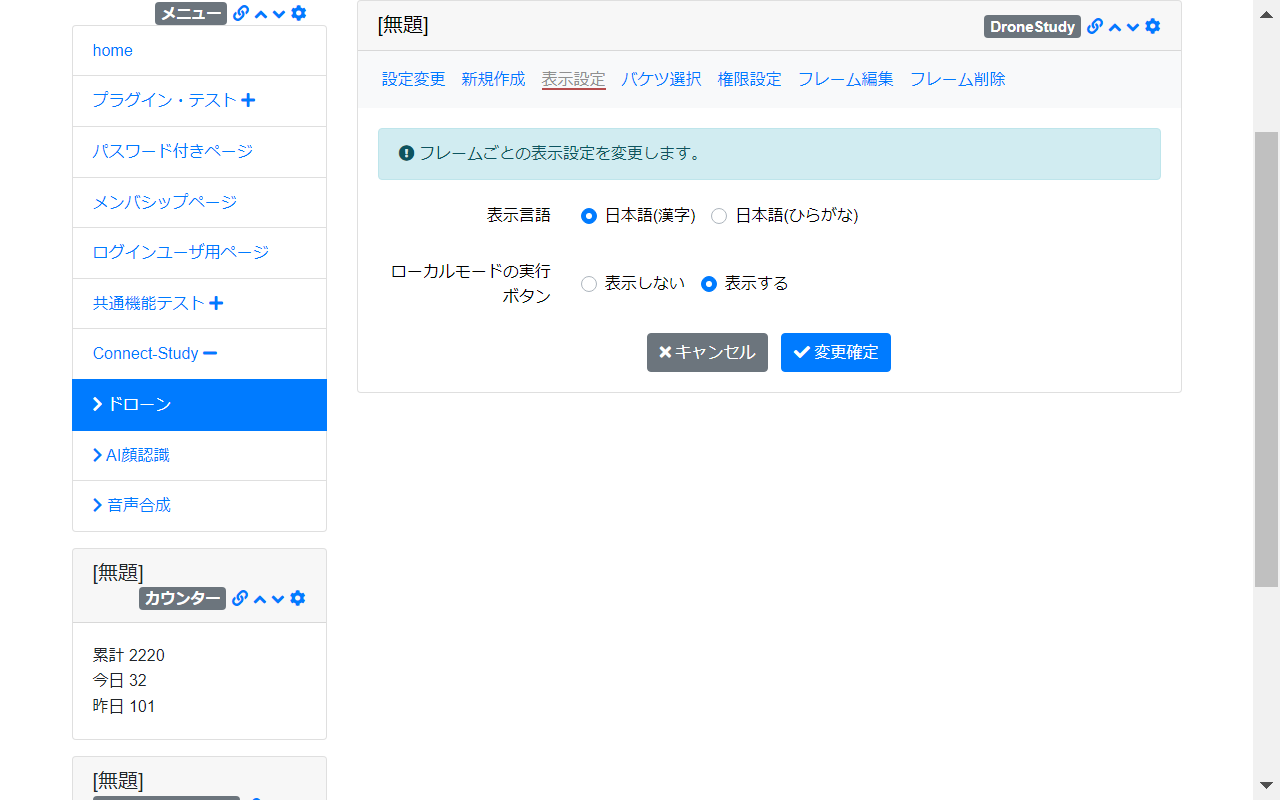 メニュー
home
プラグイン・テスト
パスワード付きページ
メンバシップページ
ログインユーザ用ページ
共通機能テスト
Connect-Study
ドローン
AI顔認識
音声合成
[無題]
カウンター
累計 2220
今日 32
昨日 101
[無題]
[無題]
DroneStudy
設定変更 新規作成 表示設定 バケツ選択 権限設定 フレーム編集 フレーム削除
フレームごとの表示設定を変更します。
表示言語 日本語(漢字) 日本語(ひらがな)
ローカルモードの実行
ボタン
表示しない 表示する
キャンセル 変更確定